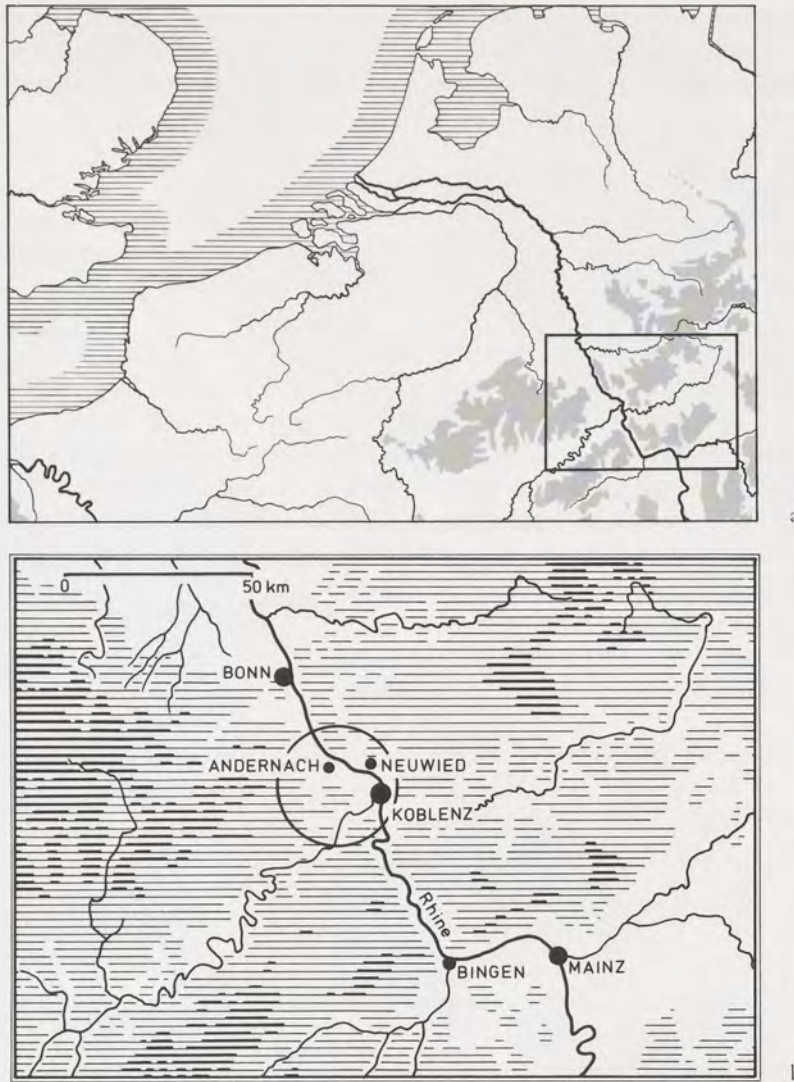 a
0 50 km
BONN
ANDERNACH
NEUWIED
KOBLENZ
Rhine
BINGEN
MAINZ
b